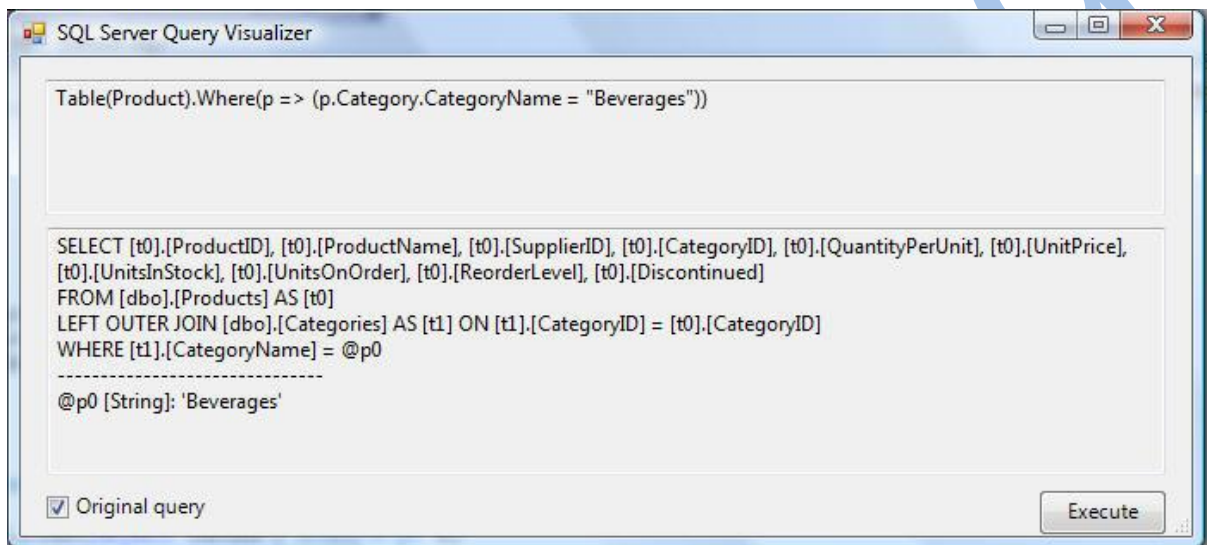 SQL Server Query Visualizer
Table(Product).Where(p => (p.Category.CategoryName = "Beverages"))
SELECT [t0].[ProductID], [t0].[ProductName], [t0].[SupplierID], [t0].[CategoryID], [t0].[QuantityPerUnit], [t0].[UnitPrice],
[t0].[UnitsInStock], [t0].[UnitsOnOrder], [t0].[ReorderLevel], [t0].[Discontinued]
FROM [dbo].[Products] AS [t0]
LEFT OUTER JOIN [dbo].[Categories] AS [t1] ON [t1].[CategoryID] = [t0].[CategoryID]
WHERE [t1].[CategoryName] = @p0
-------------------------------
@p0 [String]: 'Beverages'
Original query
Execute